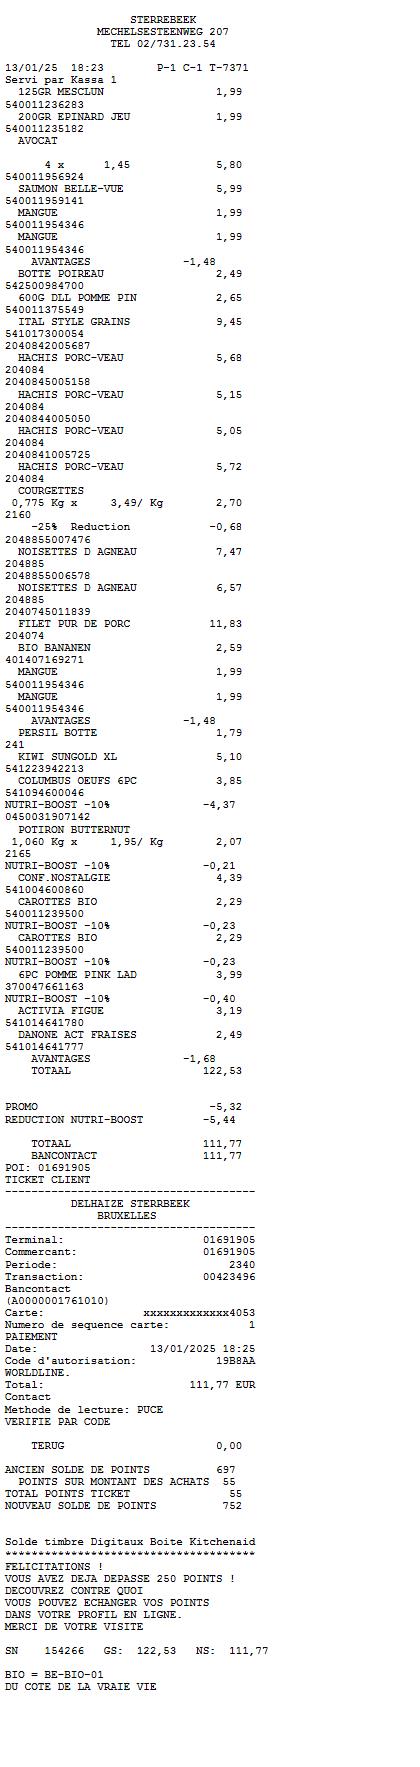 STERREBEEK
MECHELSESTEENWEG 207
TEL 02/731.23.54
13/01/25 18:23 P-1 C-1 T-7371
Servi par Kassa 1
125GR MESCLUN 1,99
540011236283
200GR EPINARD JEU 1,99
540011235182
AVOCAT
4 x 1,45 5,80
540011956924
SAUMON BELLE-VUE 5,99
540011959141
MANGUE 1,99
540011954346
MANGUE 1,99
540011954346
AVANTAGES -1,48
BOTTE POIREAU 2,49
542500984700
600G DLL POMME PIN 2,65
540011375549
ITAL STYLE GRAINS 9,45
541017300054
2040842005687
HACHIS PORC-VEAU 5,68
204084
2040845005158
HACHIS PORC-VEAU 5,15
204084
2040844005050
HACHIS PORC-VEAU 5,05
204084
2040841005725
HACHIS PORC-VEAU 5,72
204084
COURGETTES
0,775 Kg x 3,49/ Kg 2,70
2160
-25% Reduction -0,68
2048855007476
NOISETTES D AGNEAU 7,47
204885
2048855006578
NOISETTES D AGNEAU 6,57
204885
2040745011839
FILET PUR DE PORC 11,83
204074
BIO BANANEN 2,59
401407169271
MANGUE 1,99
540011954346
MANGUE 1,99
540011954346
AVANTAGES -1,48
PERSIL BOTTE 1,79
241
KIWI SUNGOLD XL 5,10
541223942213
COLUMBUS OEUFS 6PC 3,85
541094600046
NUTRI-BOOST -10% -4,37
0450031907142
POTIRON BUTTERNUT
1,060 Kg x 1,95/ Kg 2,07
2165
NUTRI-BOOST -10% -0,21
CONF.NOSTALGIE 4,39
541004600860
CAROTTES BIO 2,29
540011239500
NUTRI-BOOST -10% -0,23
CAROTTES BIO 2,29
540011239500
NUTRI-BOOST -10% -0,23
6PC POMME PINK LAD 3,99
370047661163
NUTRI-BOOST -10% -0,40
ACTIVIA FIGUE 3,19
541014641780
DANONE ACT FRAISES 2,49
541014641777
AVANTAGES -1,68
TOTAAL 122,53
PROMO -5,32
REDUCTION NUTRI-BOOST -5,44
TOTAAL 111,77
BANCONTACT 111,77
POI: 01691905
TICKET CLIENT
--------------------------------------
DELHAIZE STERRBEEK
BRUXELLES
--------------------------------------
Terminal: 01691905
Commercant: 01691905
Periode: 2340
Transaction: 00423496
Bancontact
(A0000001761010)
Carte: xxxxxxxxxxxxx4053
Numero de sequence carte: 1
PAIEMENT
Date: 13/01/2025 18:25
Code d'autorisation: 19B8AA
WORLDLINE.
Total: 111,77 EUR
Contact
Methode de lecture: PUCE
VERIFIE PAR CODE
TERUG 0,00
ANCIEN SOLDE DE POINTS 697
POINTS SUR MONTANT DES ACHATS 55
TOTAL POINTS TICKET 55
NOUVEAU SOLDE DE POINTS 752
Solde timbre Digitaux Boite Kitchenaid
**************************************
FELICITATIONS !
VOUS AVEZ DEJA DEPASSE 250 POINTS !
DECOUVREZ CONTRE QUOI
VOUS POUVEZ ECHANGER VOS POINTS
DANS VOTRE PROFIL EN LIGNE.
MERCI DE VOTRE VISITE
SN 154266 GS: 122,53 NS: 111,77
BIO = BE-BIO-01
DU COTE DE LA VRAIE VIE